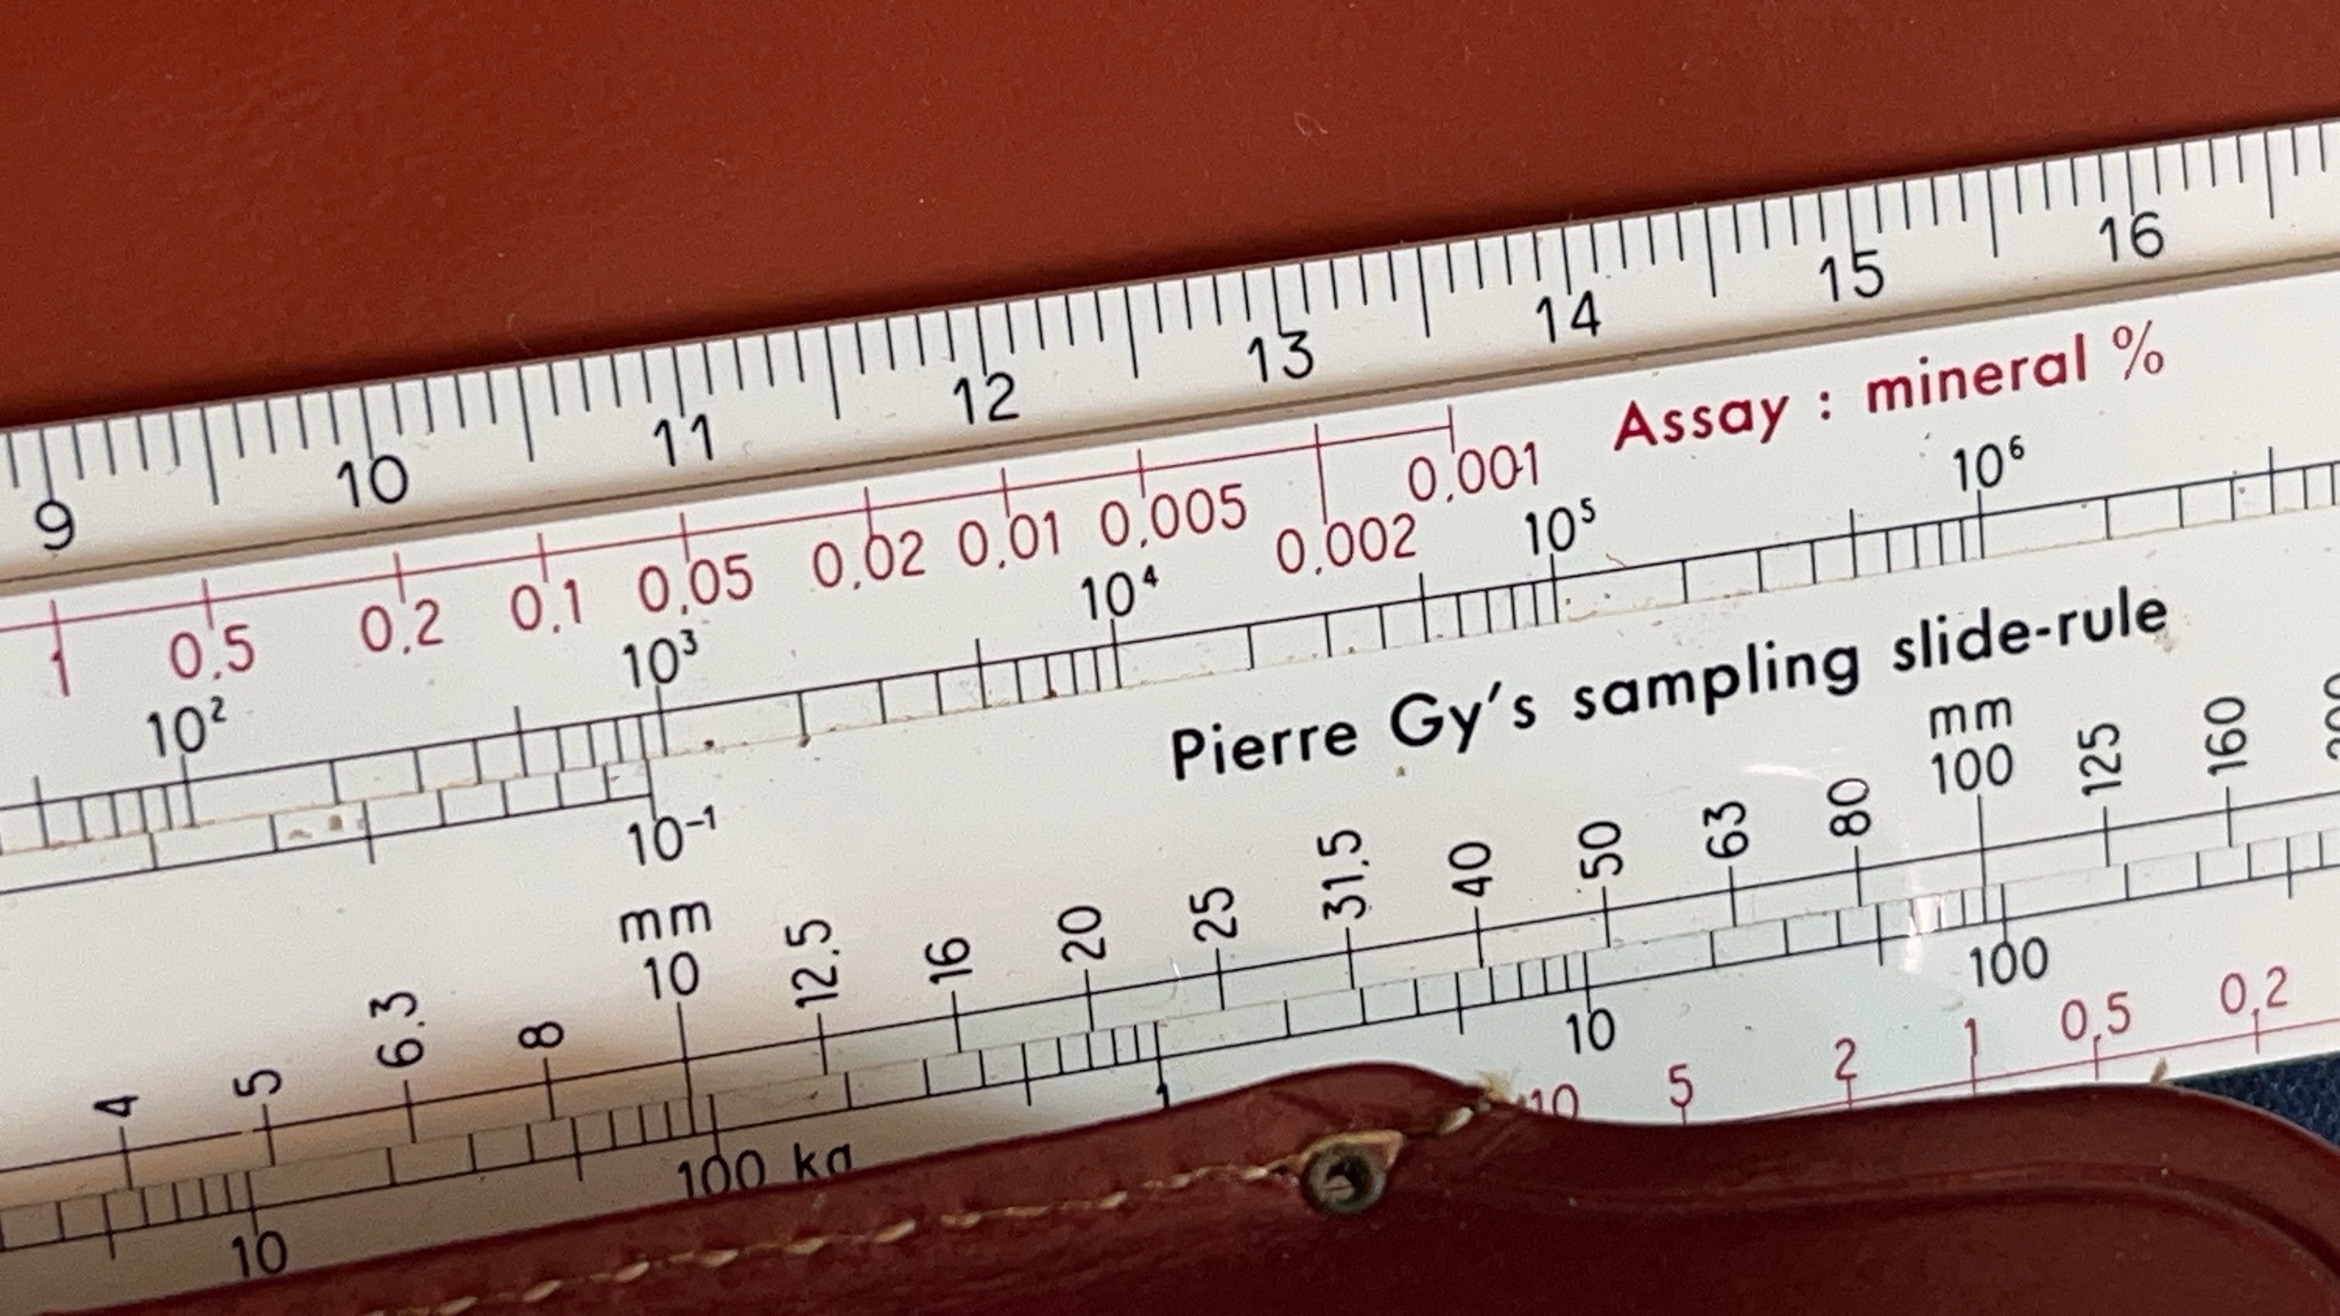 9 10 11 12 13 14 15 16
Assay : mineral %
1 0.5 0.2 0.1 0.05 0.02 0.01 0.005 0.002 0.001
10² 10³ 10⁴ 10⁵ 10⁶
10⁻¹
Pierre Gy's sampling slide-rule
mm mm
4 5 6.3 8 10 12.5 16 20 25 31.5 40 50 63 80 100 125 160
10 100 1 10 100
10 5 2 1 0,5 0,2